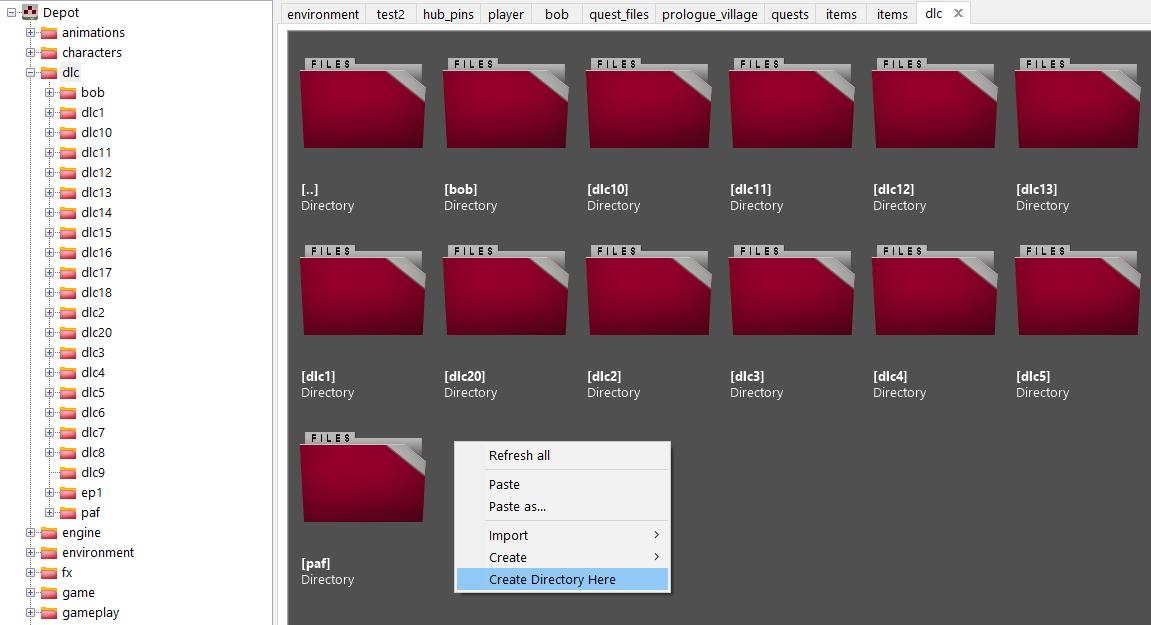 Depot
animations
characters
dlc
bob
dlc1
dlc10
dlc11
dlc12
dlc13
dlc14
dlc15
dlc16
dlc17
dlc18
dlc2
dlc20
dlc3
dlc4
dlc5
dlc6
dlc7
dlc8
dlc9
ep1
paf
engine
environment
fx
game
gameplay
environment test2 hub_pins player bob quest_files prologue_village quests items items dlc
FILES FILES FILES FILES FILES FILES
[..] [bob] [dlc10] [dlc11] [dlc12] [dlc13]
Directory Directory Directory Directory Directory Directory
FILES FILES FILES FILES FILES FILES
[dlc1] [dlc20] [dlc2] [dlc3] [dlc4] [dlc5]
Directory Directory Directory Directory Directory Directory
FILES
[paf]
Directory
Refresh all
Paste
Paste as...
Import
Create
Create Directory Here